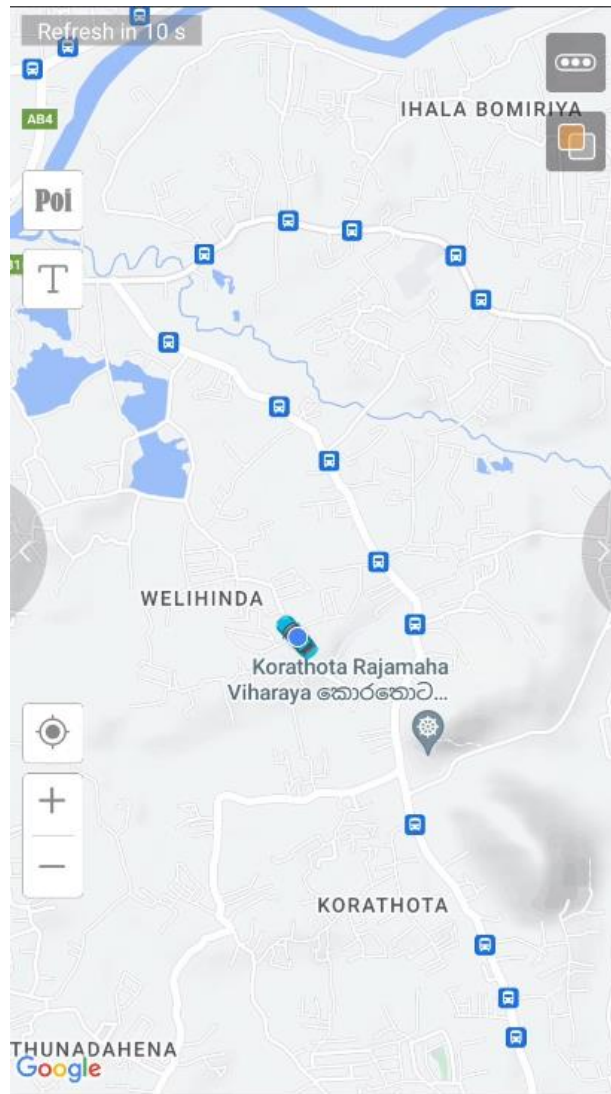 Refresh in 10 s
IHALA BOMIRIYA
AB4
Poi
T
WELIHINDA
Korathota Rajamaha
Viharaya කොරතොට...
KORATHOTA
THUNADAHENA
Google